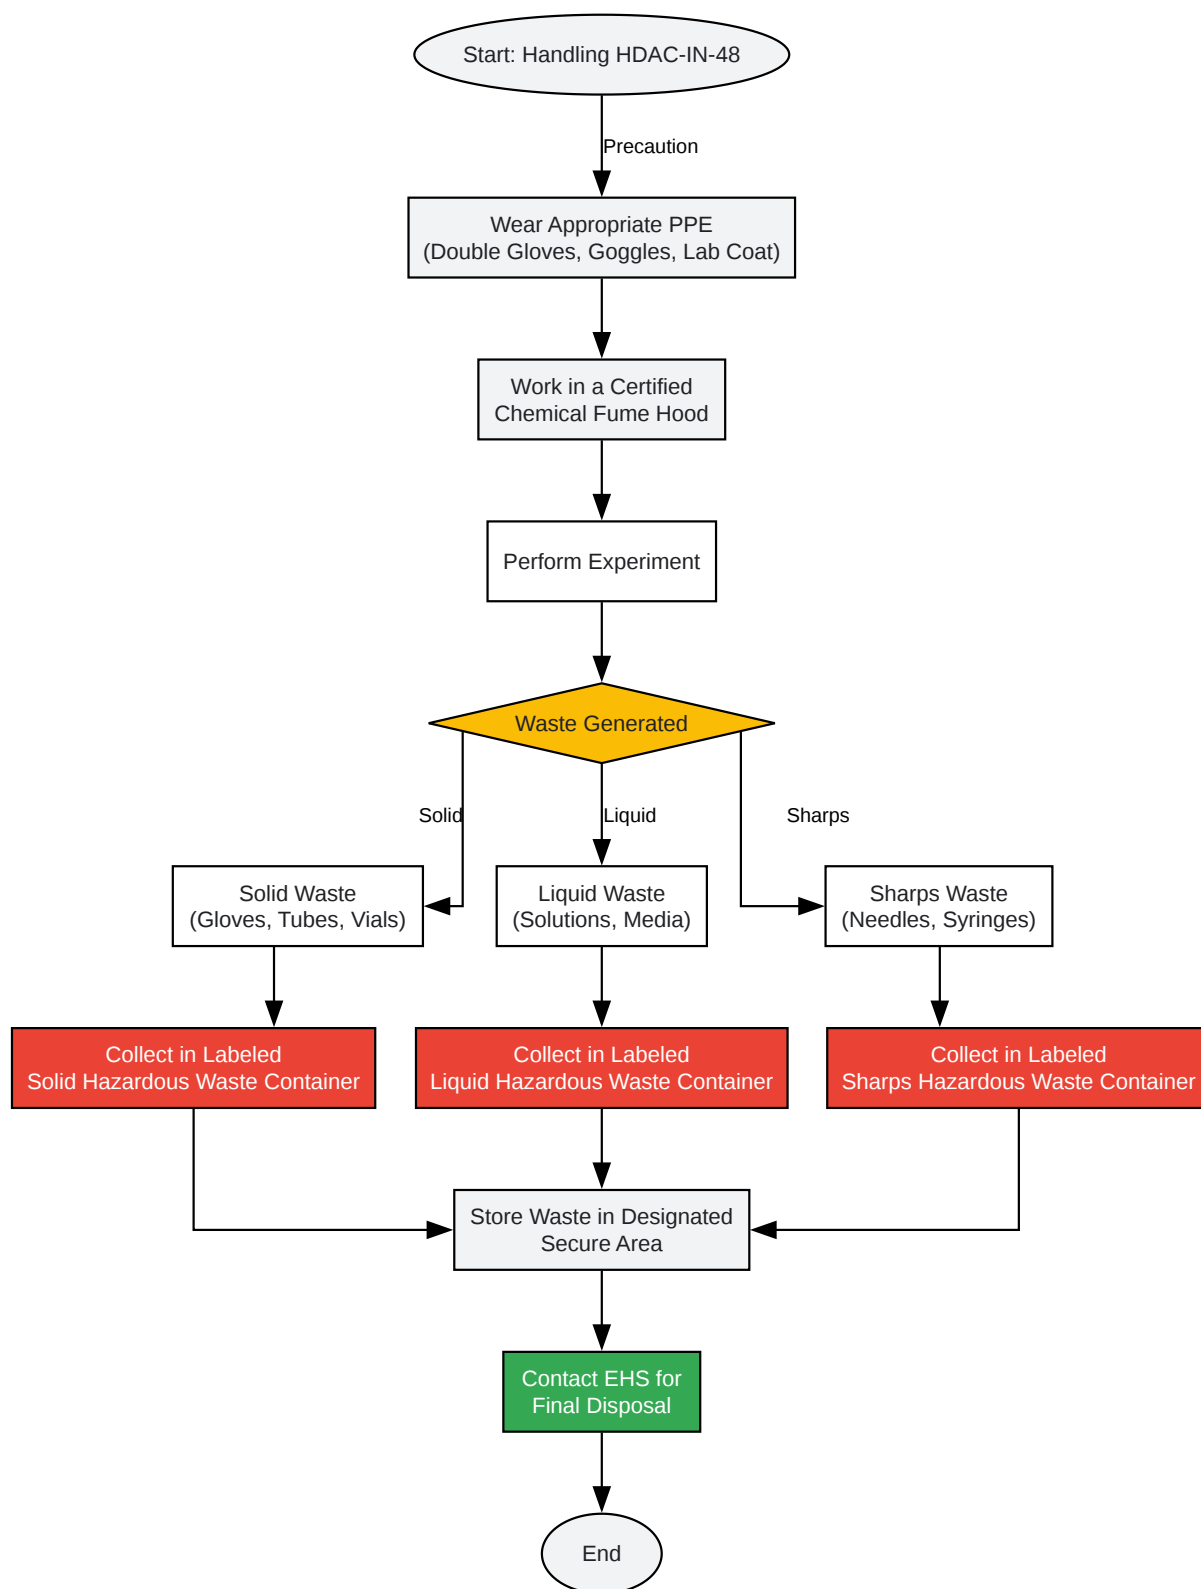 Start: Handling HDAC-IN-48
Precaution
Wear Appropriate PPE
(Double Gloves, Goggles, Lab Coat)
Work in a Certified
Chemical Fume Hood
Perform Experiment
Waste Generated
Solid
Liquid
Sharps
Solid Waste
(Gloves, Tubes, Vials)
Liquid Waste
(Solutions, Media)
Sharps Waste
(Needles, Syringes)
Collect in Labeled
Solid Hazardous Waste Container
Collect in Labeled
Liquid Hazardous Waste Container
Collect in Labeled
Sharps Hazardous Waste Container
Store Waste in Designated
Secure Area
Contact EHS for
Final Disposal
End